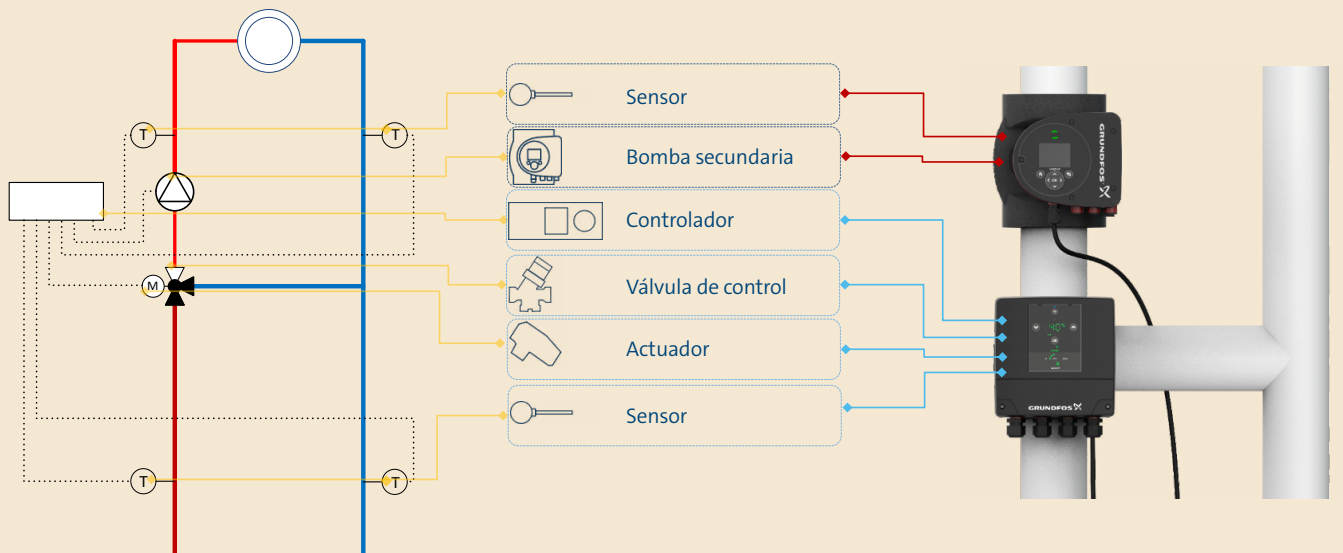 T
T
M
T
T
Sensor
Bomba secundaria
Controlador
Válvula de control
Actuador
Sensor
GRUNDFOS
GRUNDFOS